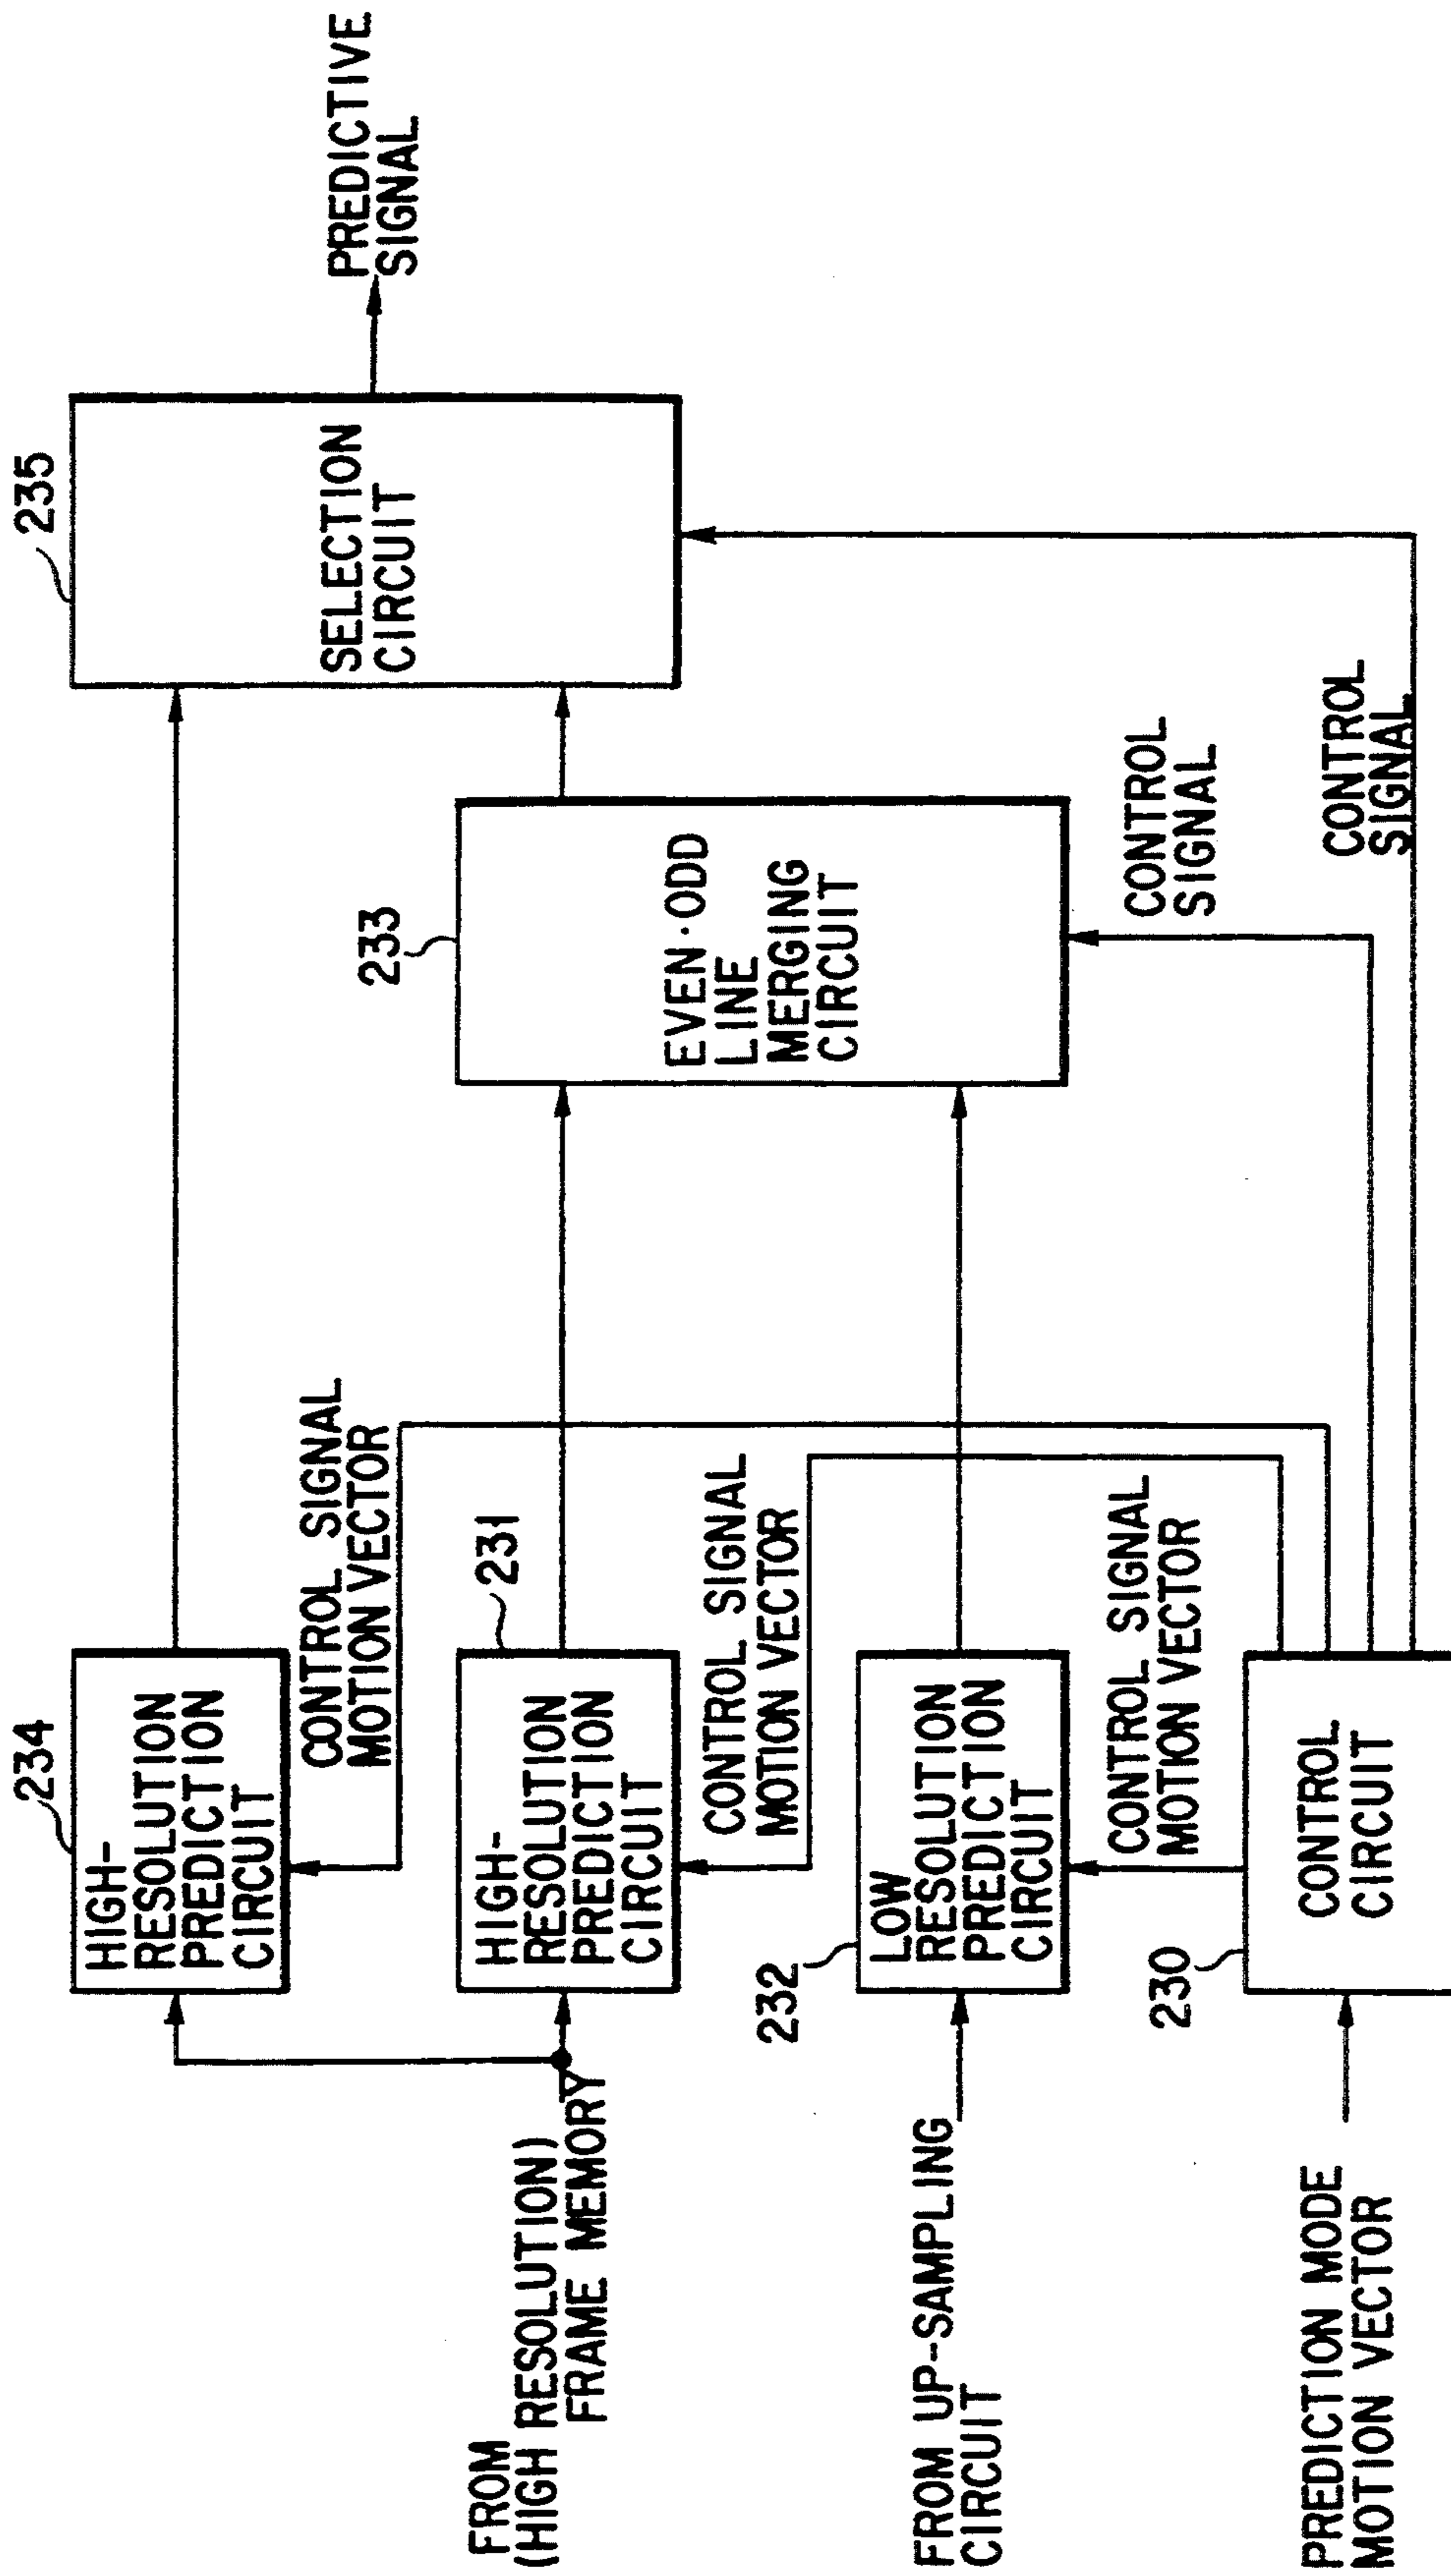 234
HIGH-
RESOLUTION
PREDICTION
CIRCUIT
CONTROL SIGNAL
MOTION VECTOR
235
SELECTION
CIRCUIT
PREDICTIVE
SIGNAL
FROM
(HIGH RESOLUTION)
FRAME MEMORY
HIGH-
RESOLUTION
PREDICTION
CIRCUIT
231
CONTROL SIGNAL
MOTION VECTOR
233
EVEN·ODD
LINE
MERGING
CIRCUIT
FROM UP-SAMPLING
CIRCUIT
232
LOW
RESOLUTION
PREDICTION
CIRCUIT
CONTROL SIGNAL
MOTION VECTOR
CONTROL
SIGNAL
PREDICTION MODE
MOTION VECTOR
230
CONTROL
CIRCUIT
CONTROL
SIGNAL